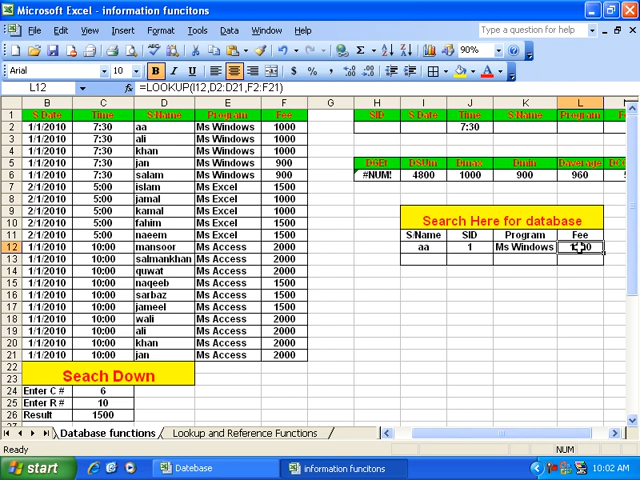 Microsoft Excel - information funcitons
File Edit View Insert Format Tools Data Window Help
Type a question for help
90%
Arial 10 B I U
L12 =LOOKUP(I12,D2:D21,F2:F21)
B C D E F G H I J K L
1 S.Date Time S.Name Program Fee SID S.Date Time S.Name Program
2 1/1/2010 7:30 aa Ms Windows 1000 7:30
3 1/1/2010 7:30 ali Ms Windows 1000
4 1/1/2010 7:30 khan Ms Windows 1000
5 1/1/2010 7:30 jan Ms Windows 900 DGEt DSUm Dmax Dmin Daverage
6 1/1/2010 7:30 salam Ms Windows 900 #NUM! 4800 1000 900 960
7 2/1/2010 5:00 islam Ms Excel 1500
8 2/1/2010 5:00 jamal Ms Excel 1000
9 2/1/2010 5:00 kamal Ms Excel 1000
10 2/1/2010 5:00 fahim Ms Excel 1500 Search Here for database
11 2/1/2010 5:00 naeem Ms Excel 1500 S/Name SID Program Fee
12 1/1/2010 10:00 mansoor Ms Access 2000 aa 1 Ms Windows
13 1/1/2010 10:00 salmankhan Ms Access 2000
14 1/1/2010 10:00 quwat Ms Access 2000
15 1/1/2010 10:00 naqeeb Ms Access 1500
16 1/1/2010 10:00 sarbaz Ms Access 1500
17 1/1/2010 10:00 jameel Ms Access 1500
18 1/1/2010 10:00 wali Ms Access 2000
19 1/1/2010 10:00 ali Ms Access 2000
20 1/1/2010 10:00 khan Ms Access 2000
21 1/1/2010 10:00 jan Ms Access 2000
22
23 Seach Down
24 Enter C # 6
25 Enter R # 10
26 Result 1500
Database functions Lookup and Reference Functions
Ready NUM
start Datebase information funcitons 10:02 AM